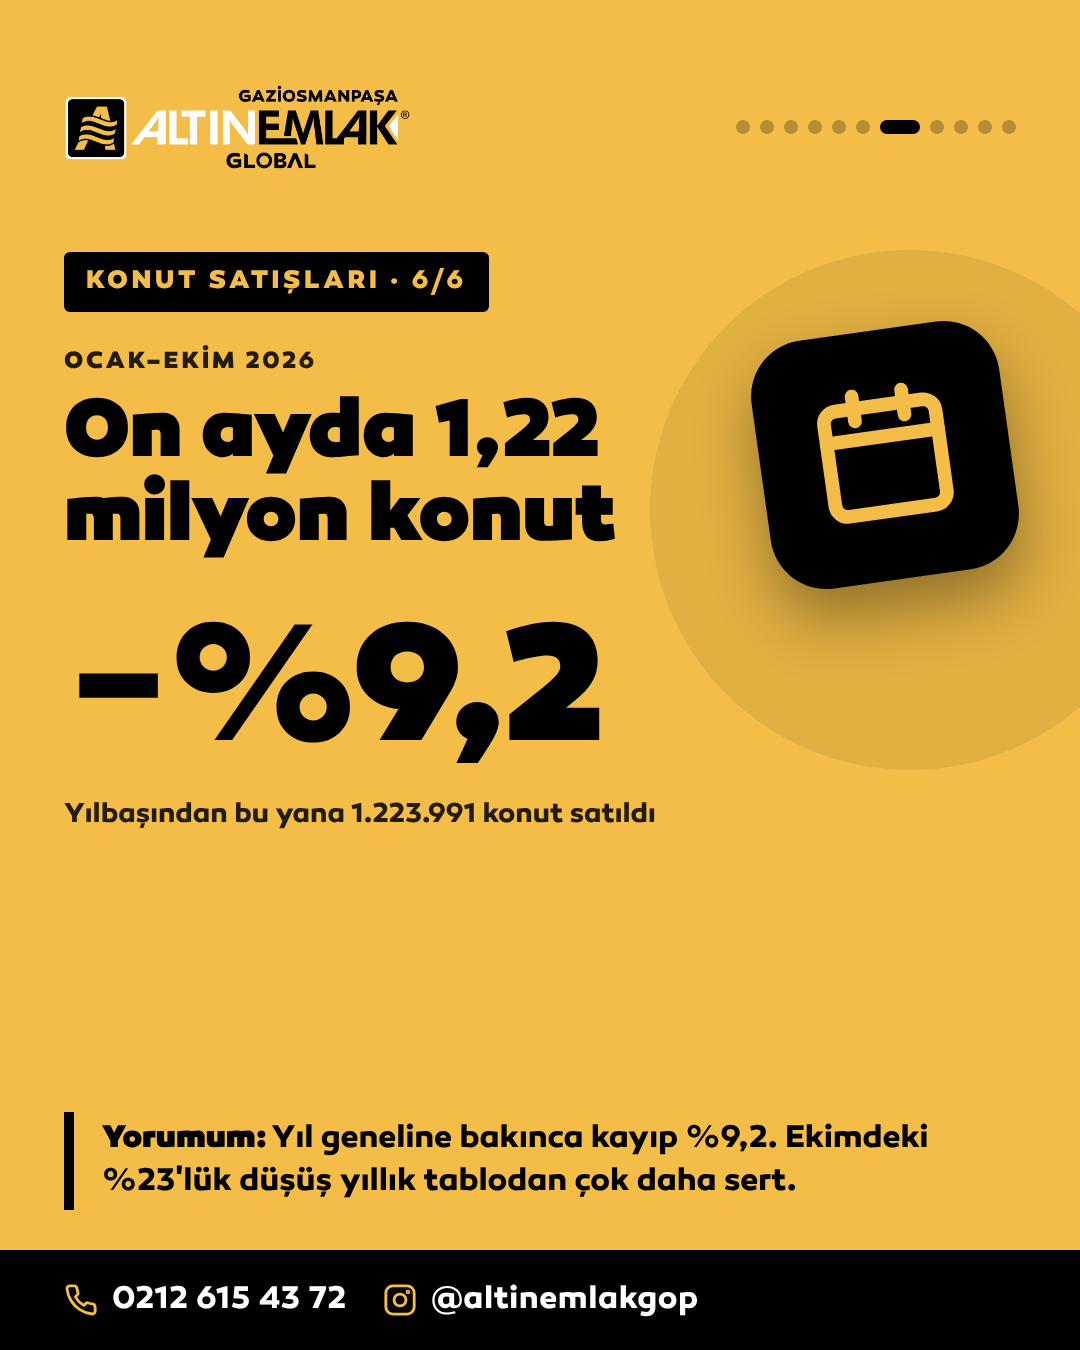 GAZİOSMANPAŞA
ALTINEMLAK®
GLOBAL
KONUT SATIŞLARI · 6/6
OCAK–EKİM 2026
On ayda 1,22
milyon konut
–%9,2
Yılbaşından bu yana 1.223.991 konut satıldı
Yorumum: Yıl geneline bakınca kayıp %9,2. Ekimdeki
%23'lük düşüş yıllık tablodan çok daha sert.
0212 615 43 72 @altinemlakgop